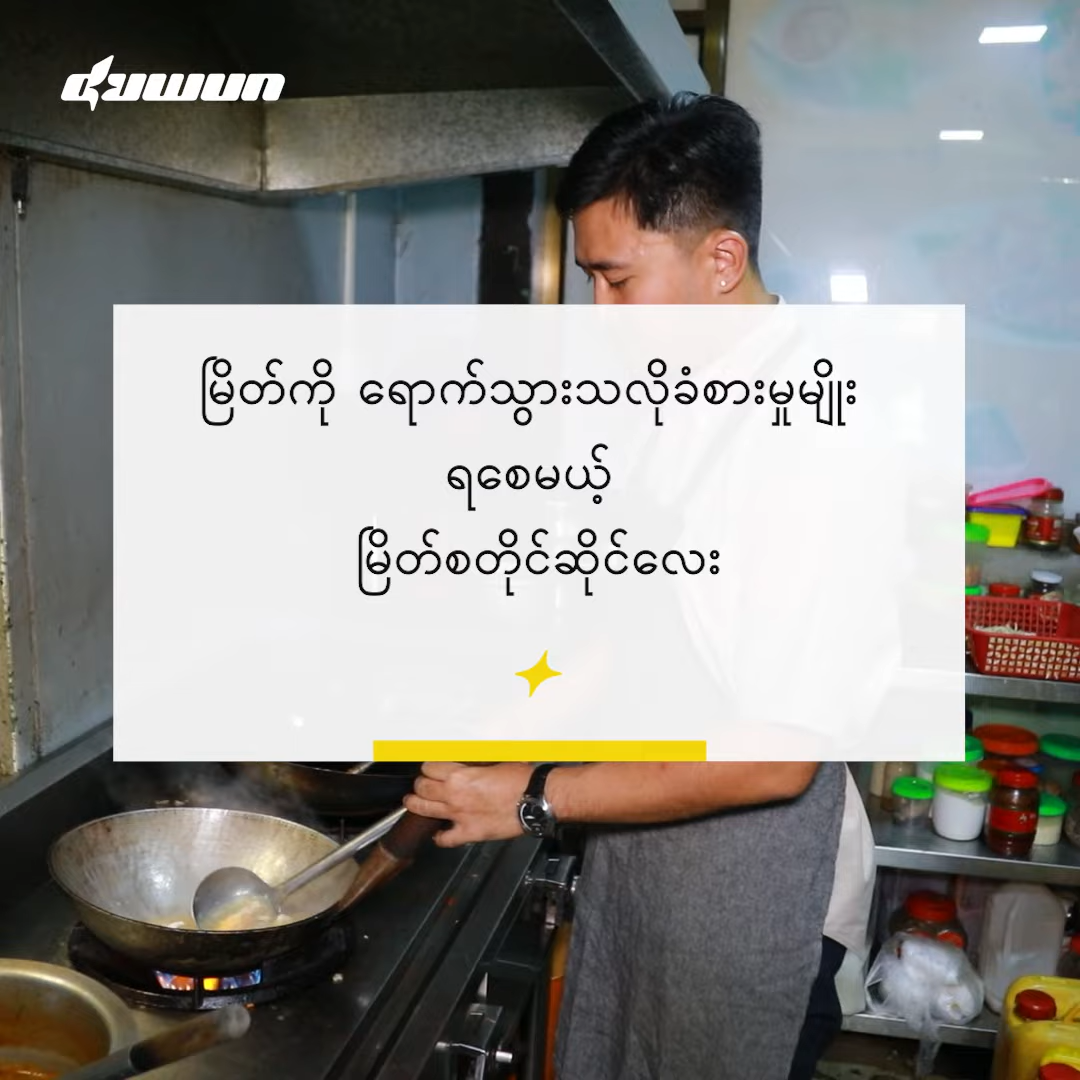 မြိတ်ကို ရောက်သွားသလိုခံစားမှုမျိုး
ရစေမယ့်
မြိတ်စတိုင်ဆိုင်လေး